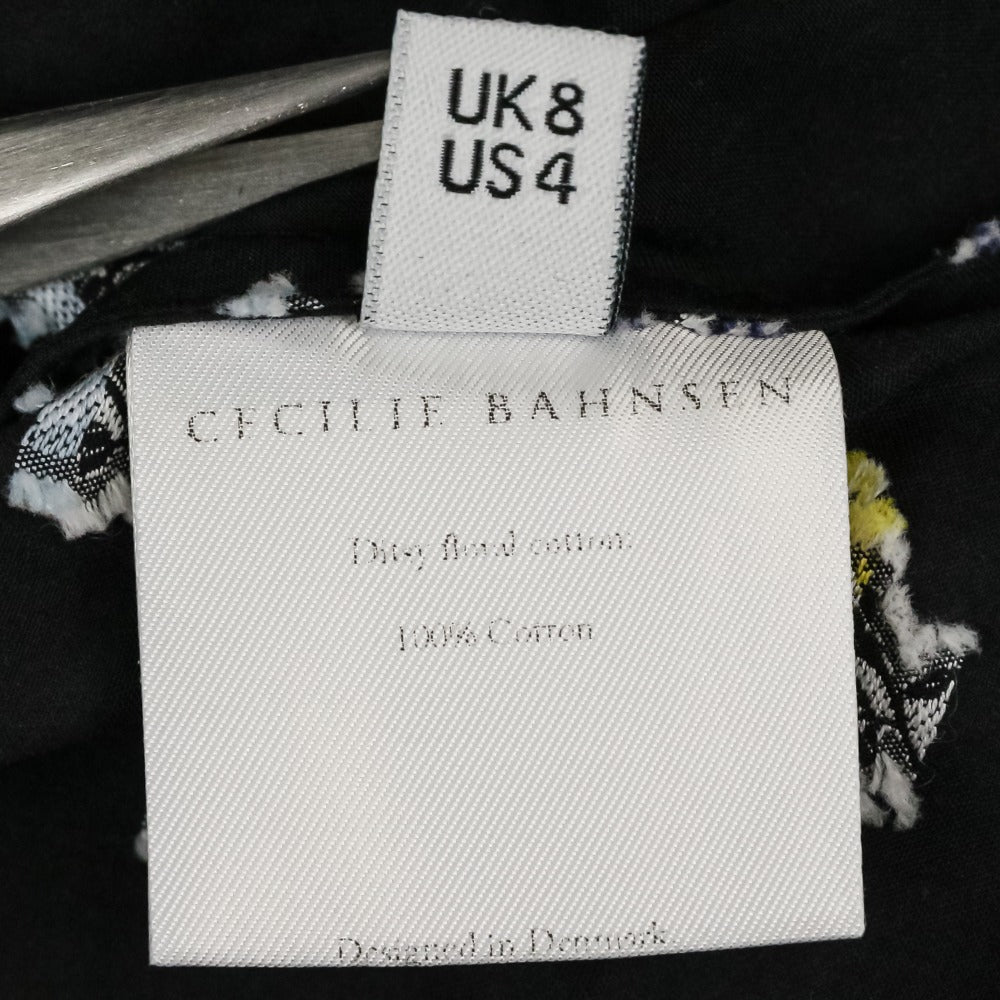 UK 8
US 4
CECILIE BAHNSEN
Ditsy floral cotton.
100% Cotton
Designed in Denmark.